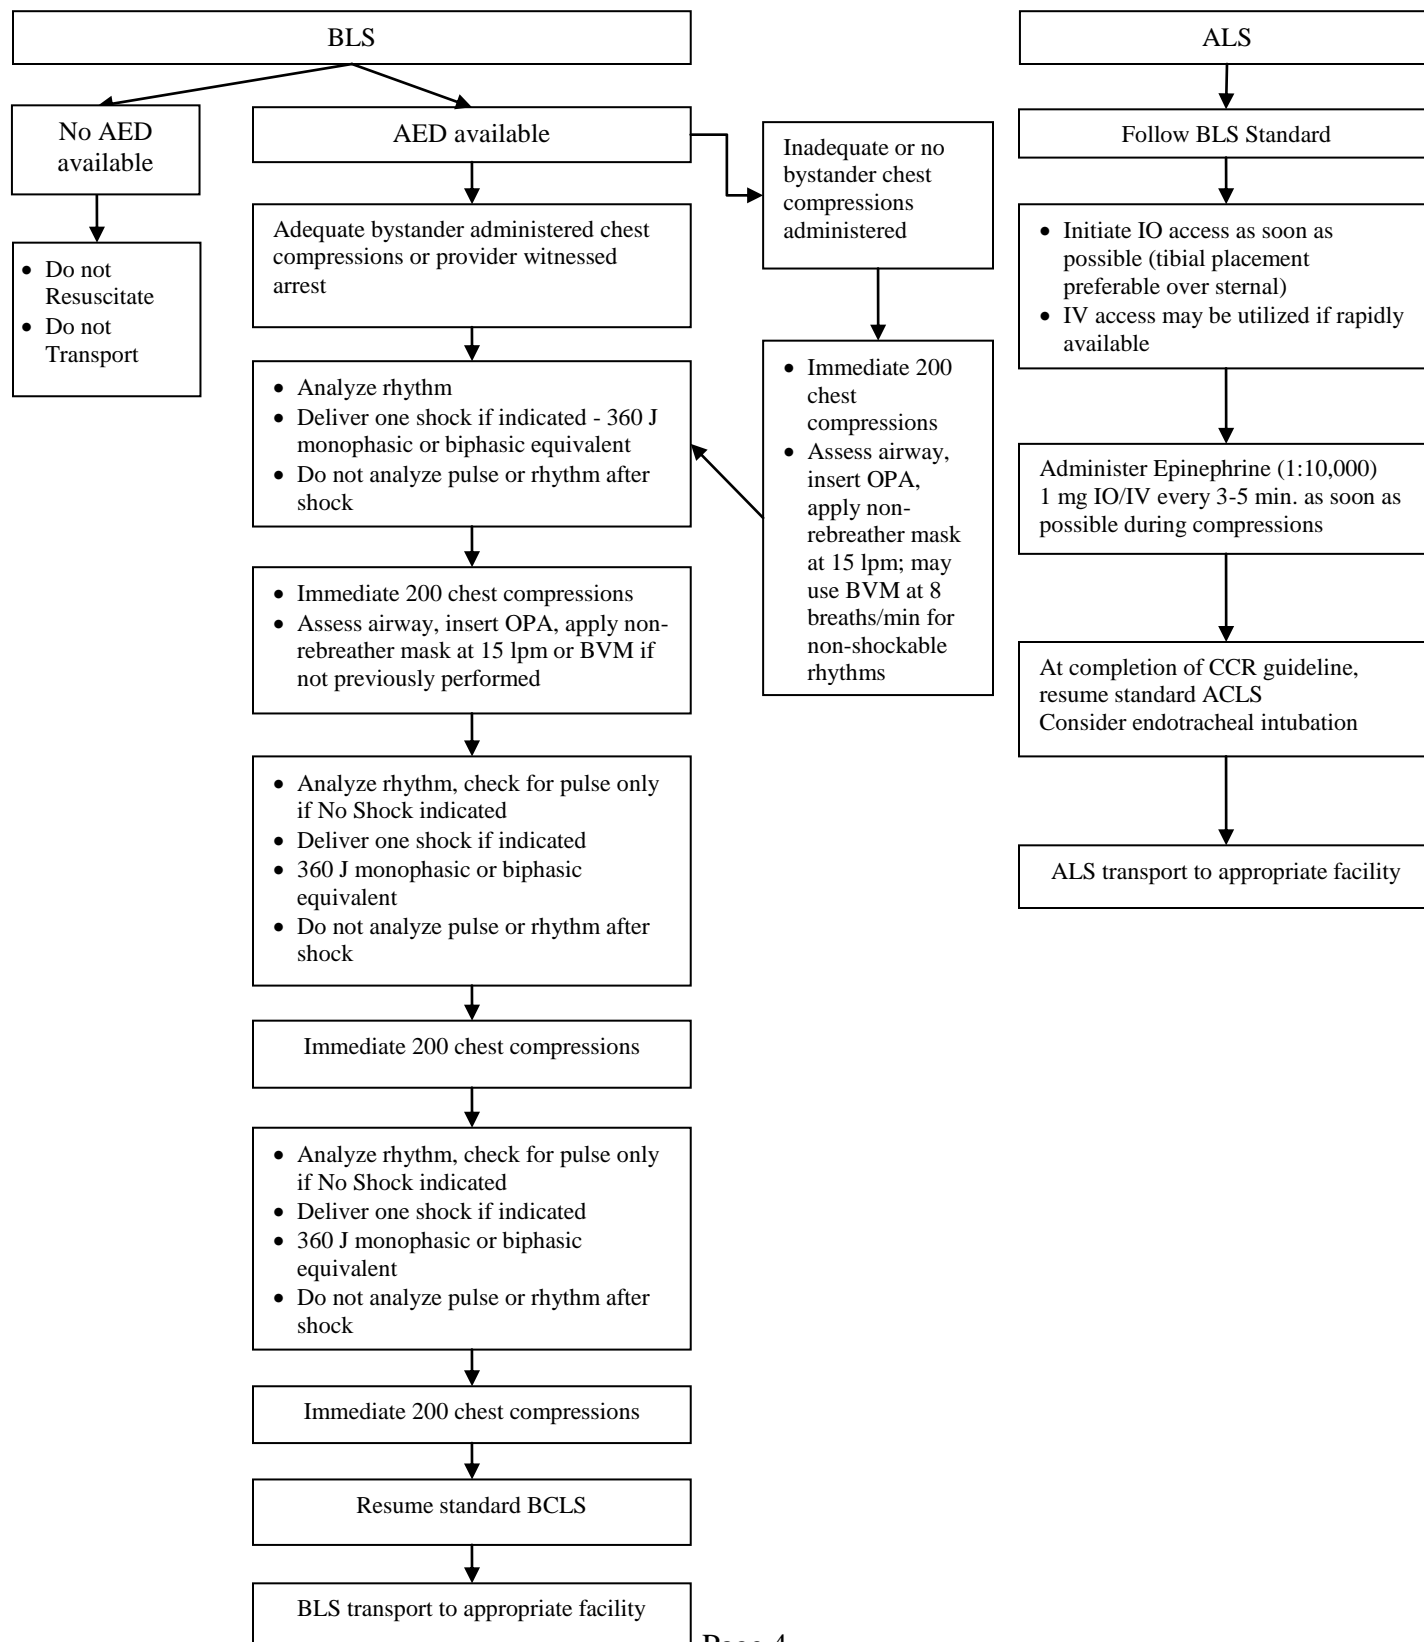 BLS
No AED
available
• Do not
Resuscitate
• Do not
Transport
AED available
Adequate bystander administered chest
compressions or provider witnessed
arrest
• Analyze rhythm
• Deliver one shock if indicated - 360 J
monophasic or biphasic equivalent
• Do not analyze pulse or rhythm after
shock
• Immediate 200 chest compressions
• Assess airway, insert OPA, apply non-
rebreather mask at 15 lpm or BVM if
not previously performed
• Analyze rhythm, check for pulse only
if No Shock indicated
• Deliver one shock if indicated
• 360 J monophasic or biphasic
equivalent
• Do not analyze pulse or rhythm after
shock
Immediate 200 chest compressions
• Analyze rhythm, check for pulse only
if No Shock indicated
• Deliver one shock if indicated
• 360 J monophasic or biphasic
equivalent
• Do not analyze pulse or rhythm after
shock
Immediate 200 chest compressions
Resume standard BCLS
BLS transport to appropriate facility
Inadequate or no
bystander chest
compressions
administered
• Immediate 200
chest
compressions
• Assess airway,
insert OPA,
apply non-
rebreather mask
at 15 lpm; may
use BVM at 8
breaths/min for
non-shockable
rhythms
ALS
Follow BLS Standard
• Initiate IO access as soon as
possible (tibial placement
preferable over sternal)
• IV access may be utilized if rapidly
available
Administer Epinephrine (1:10,000)
1 mg IO/IV every 3-5 min. as soon as
possible during compressions
At completion of CCR guideline,
resume standard ACLS
Consider endotracheal intubation
ALS transport to appropriate facility
Page 4